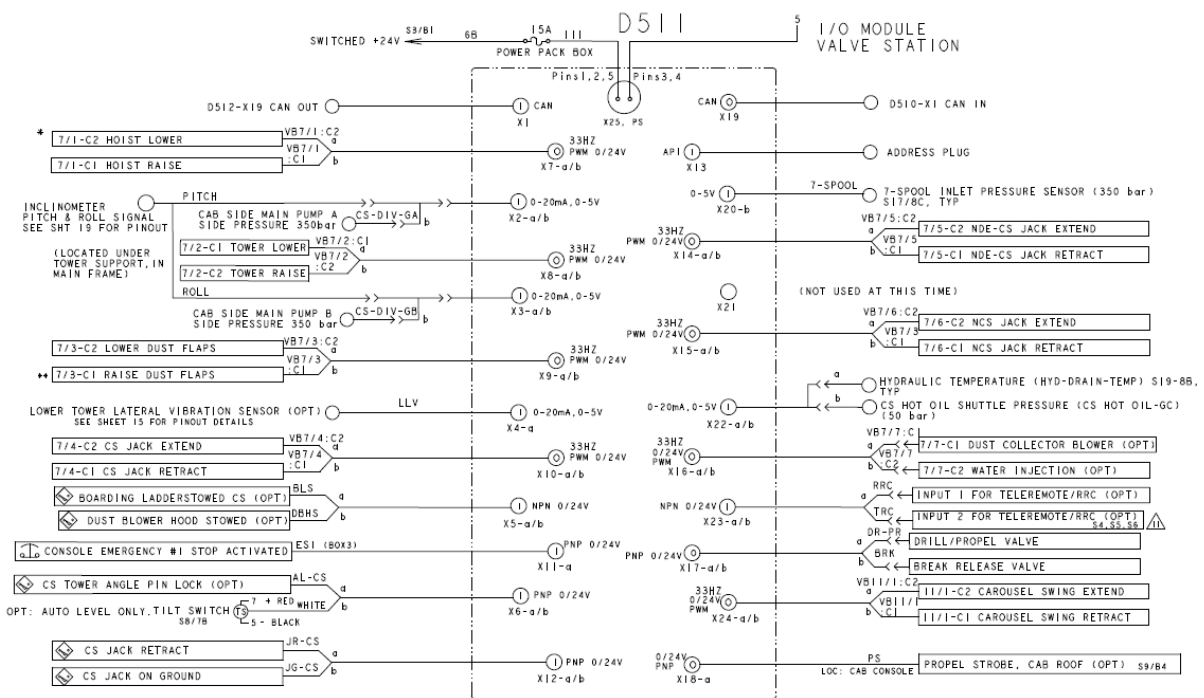 D511
5
I/O MODULE
VALVE STATION
SWITCHED +24V
S3/B1
6B
15A
111
POWER PACK BOX
Pins1,2,5
Pins3,4
X25, PS
D512-X19 CAN OUT
I CAN
X1
CAN O
X19
D510-X1 CAN IN
*
7/1-C2 HOIST LOWER
VB7/1:C2
a
7/1-C1 HOIST RAISE
VB7/1
:C1
b
33HZ
O PWM 0/24V
X7-a/b
API I
X13
ADDRESS PLUG
INCLINOMETER
PITCH & ROLL SIGNAL
SEE SHT 19 FOR PINOUT
(LOCATED UNDER
TOWER SUPPORT, IN
MAIN FRAME)
PITCH
a
CAB SIDE MAIN PUMP A
SIDE PRESSURE 350bar
CS-DIV-GA
b
I 0-20mA,0-5V
X2-a/b
0-5V I
X20-b
7-SPOOL
7-SPOOL INLET PRESSURE SENSOR (350 bar)
S17/8C, TYP
7/2-C1 TOWER LOWER
VB7/2:C1
a
7/2-C2 TOWER RAISE
VB7/2
:C2
b
33HZ
O PWM 0/24V
X8-a/b
33HZ
PWM 0/24V O
X14-a/b
VB7/5:C2
a
7/5-C2 NDE-CS JACK EXTEND
VB7/5
:C1
b
7/5-C1 NDE-CS JACK RETRACT
ROLL
a
CAB SIDE MAIN PUMP B
SIDE PRESSURE 350 bar
CS-DIV-GB
b
I 0-20mA,0-5V
X3-a/b
X21
(NOT USED AT THIS TIME)
7/3-C2 LOWER DUST FLAPS
VB7/3:C2
a
**
7/3-C1 RAISE DUST FLAPS
VB7/3
:C1
b
33HZ
O PWM 0/24V
X9-a/b
33HZ
PWM 0/24V O
X15-a/b
VB7/6:C2
a
7/6-C2 NCS JACK EXTEND
VB7/3
:C1
b
7/6-C1 NCS JACK RETRACT
LOWER TOWER LATERAL VIBRATION SENSOR (OPT)
SEE SHEET 15 FOR PINOUT DETAILS
LLV
I 0-20mA,0-5V
X4-a
0-20mA,0-5V I
X22-a/b
a
HYDRAULIC TEMPERATURE (HYD-DRAIN-TEMP) S19-8B,
TYP
b
CS HOT OIL SHUTTLE PRESSURE (CS HOT OIL-GC)
(50 bar)
7/4-C2 CS JACK EXTEND
VB7/4:C2
a
7/4-C1 CS JACK RETRACT
VB7/4
:C1
b
33HZ
O PWM 0/24V
X10-a/b
33HZ
0/24V
PWM O
X16-a/b
VB7/7:C1
a
7/7-C1 DUST COLLECTOR BLOWER (OPT)
VB7/7
:C2
b
7/7-C2 WATER INJECTION (OPT)
BOARDING LADDERSTOWED CS (OPT)
BLS
a
DUST BLOWER HOOD STOWED (OPT)
DBHS
b
I NPN 0/24V
X5-a/b
NPN 0/24V I
X23-a/b
RRC
a
INPUT 1 FOR TELEREMOTE/RRC (OPT)
TRC
b
INPUT 2 FOR TELEREMOTE/RRC (OPT)
S4,S5,S6
11
CONSOLE EMERGENCY #1 STOP ACTIVATED
ES1 (BOX3)
I PNP 0/24V
X11-a
PNP 0/24V O
X17-a/b
DR-PR
a
DRILL/PROPEL VALVE
BRK
b
BREAK RELEASE VALVE
CS TOWER ANGLE PIN LOCK (OPT)
AL-CS
a
OPT: AUTO LEVEL ONLY. TILT SWITCH
S8/7B
TS
7 + RED
WHITE
5 - BLACK
b
I PNP 0/24V
X6-a/b
33HZ
0/24V
PWM O
X24-a/b
VB11/1:C2
a
11/1-C2 CAROUSEL SWING EXTEND
VB11/1
:C1
b
11/1-C1 CAROUSEL SWING RETRACT
CS JACK RETRACT
JR-CS
a
CS JACK ON GROUND
JG-CS
b
I PNP 0/24V
X12-a/b
0/24V
PNP O
X18-a
PS
LOC: CAB CONSOLE
PROPEL STROBE, CAB ROOF (OPT) S9/B4